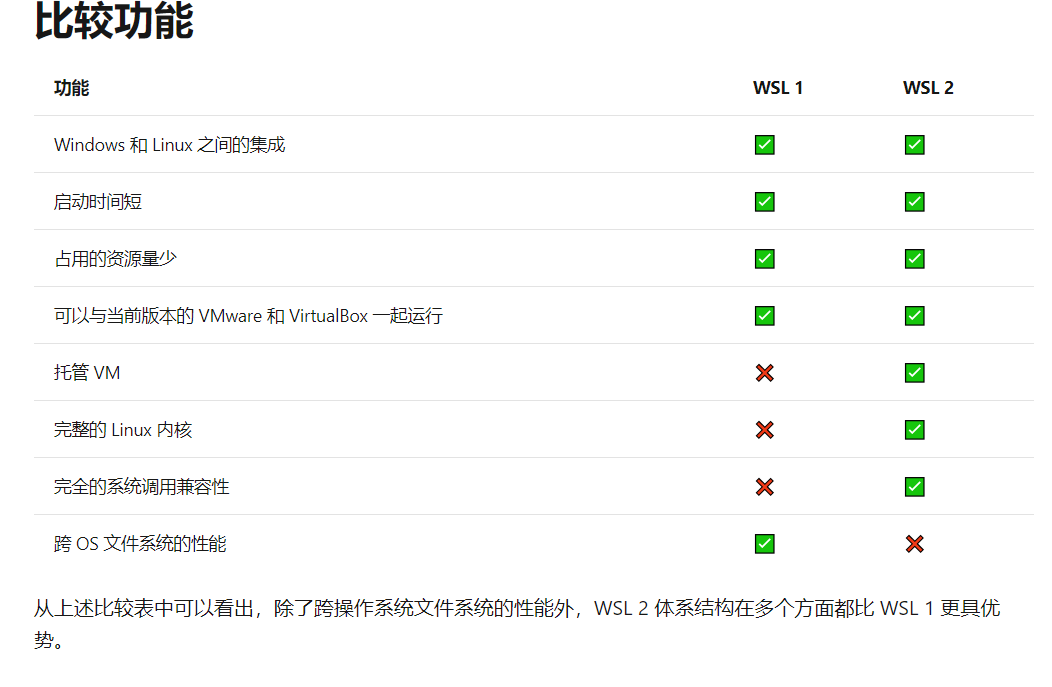 比较功能
功能 WSL 1 WSL 2
Windows 和 Linux 之间的集成 ✅ ✅
启动时间短 ✅ ✅
占用的资源量少 ✅ ✅
可以与当前版本的 VMware 和 VirtualBox 一起运行 ✅ ✅
托管 VM ❌ ✅
完整的 Linux 内核 ❌ ✅
完全的系统调用兼容性 ❌ ✅
跨 OS 文件系统的性能 ✅ ❌
从上述比较表中可以看出，除了跨操作系统文件系统的性能外，WSL 2 体系结构在多个方面都比 WSL 1 更具优
势。